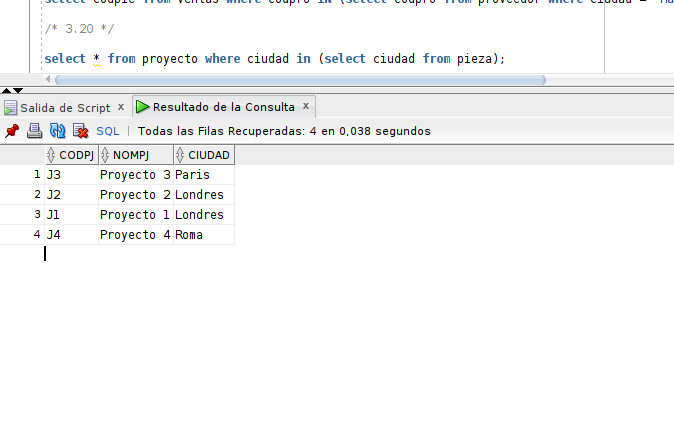 select codpie from ventas where codpro IN (select codpro from proveedor where ciudad =
/* 3.20 */
select * from proyecto where ciudad in (select ciudad from pieza);
Salida de Script x Resultado de la Consulta x
SQL | Todas las Filas Recuperadas: 4 en 0,038 segundos
CODPJ NOMPJ CIUDAD
1 J3 Proyecto 3 Paris
2 J2 Proyecto 2 Londres
3 J1 Proyecto 1 Londres
4 J4 Proyecto 4 Roma